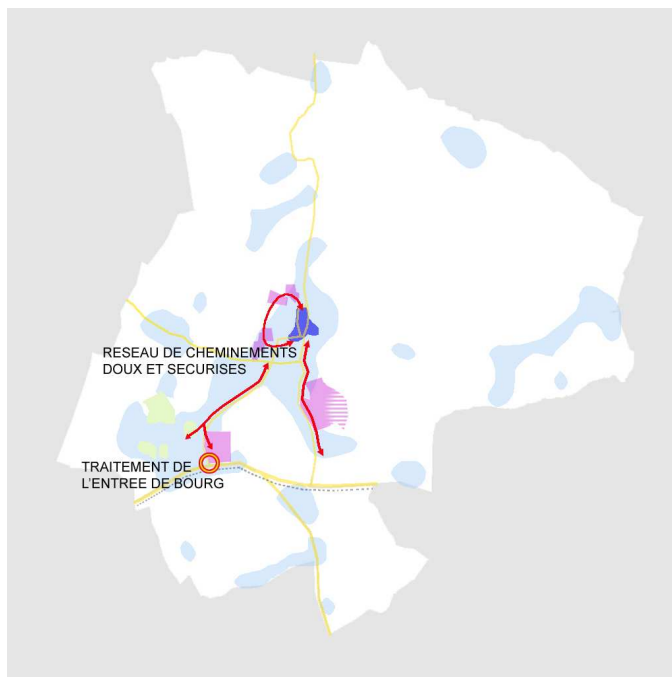 RESEAU DE CHEMINEMENTS
DOUX ET SECURISES
TRAITEMENT DE
L'ENTREE DE BOURG